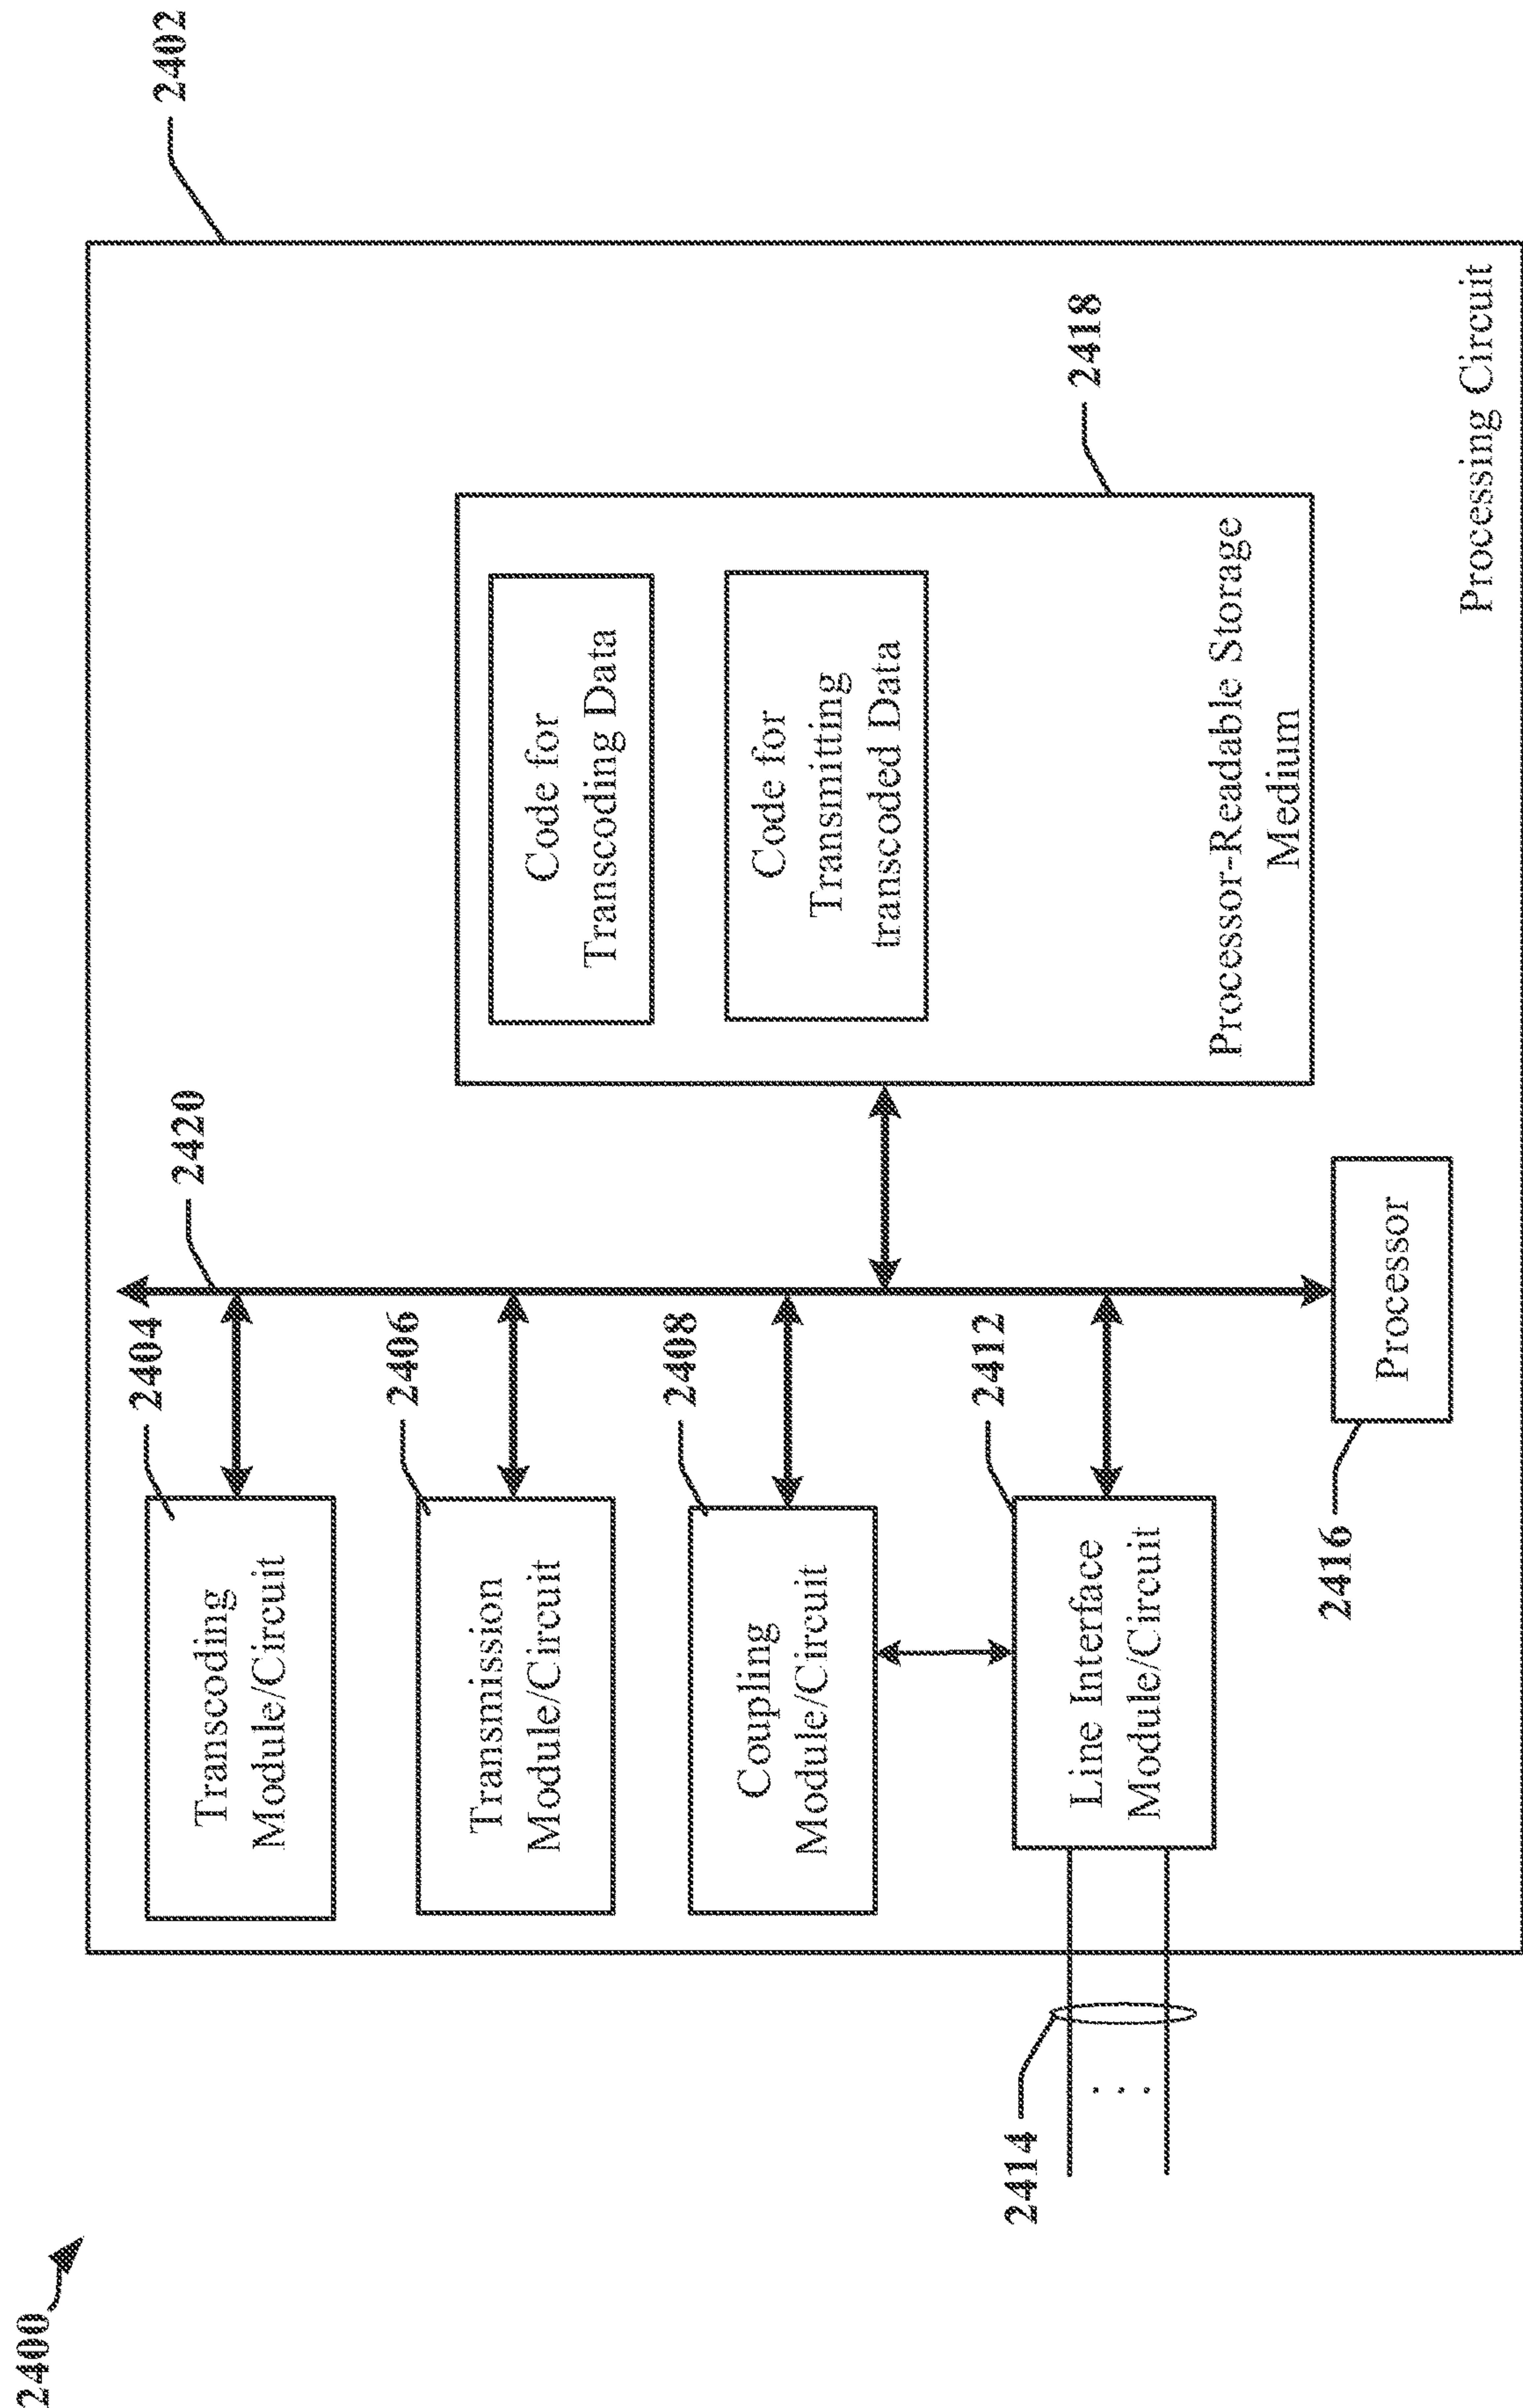 2400
2402
2404
Transcoding
Module/Circuit
2420
2406
Transmission
Module/Circuit
2408
Coupling
Module/Circuit
2412
Line Interface
Module/Circuit
2414
. . .
2416
Processor
Code for
Transcoding Data
Code for
Transmitting
transcoded Data
Processor-Readable Storage
Medium
2418
Processing Circuit